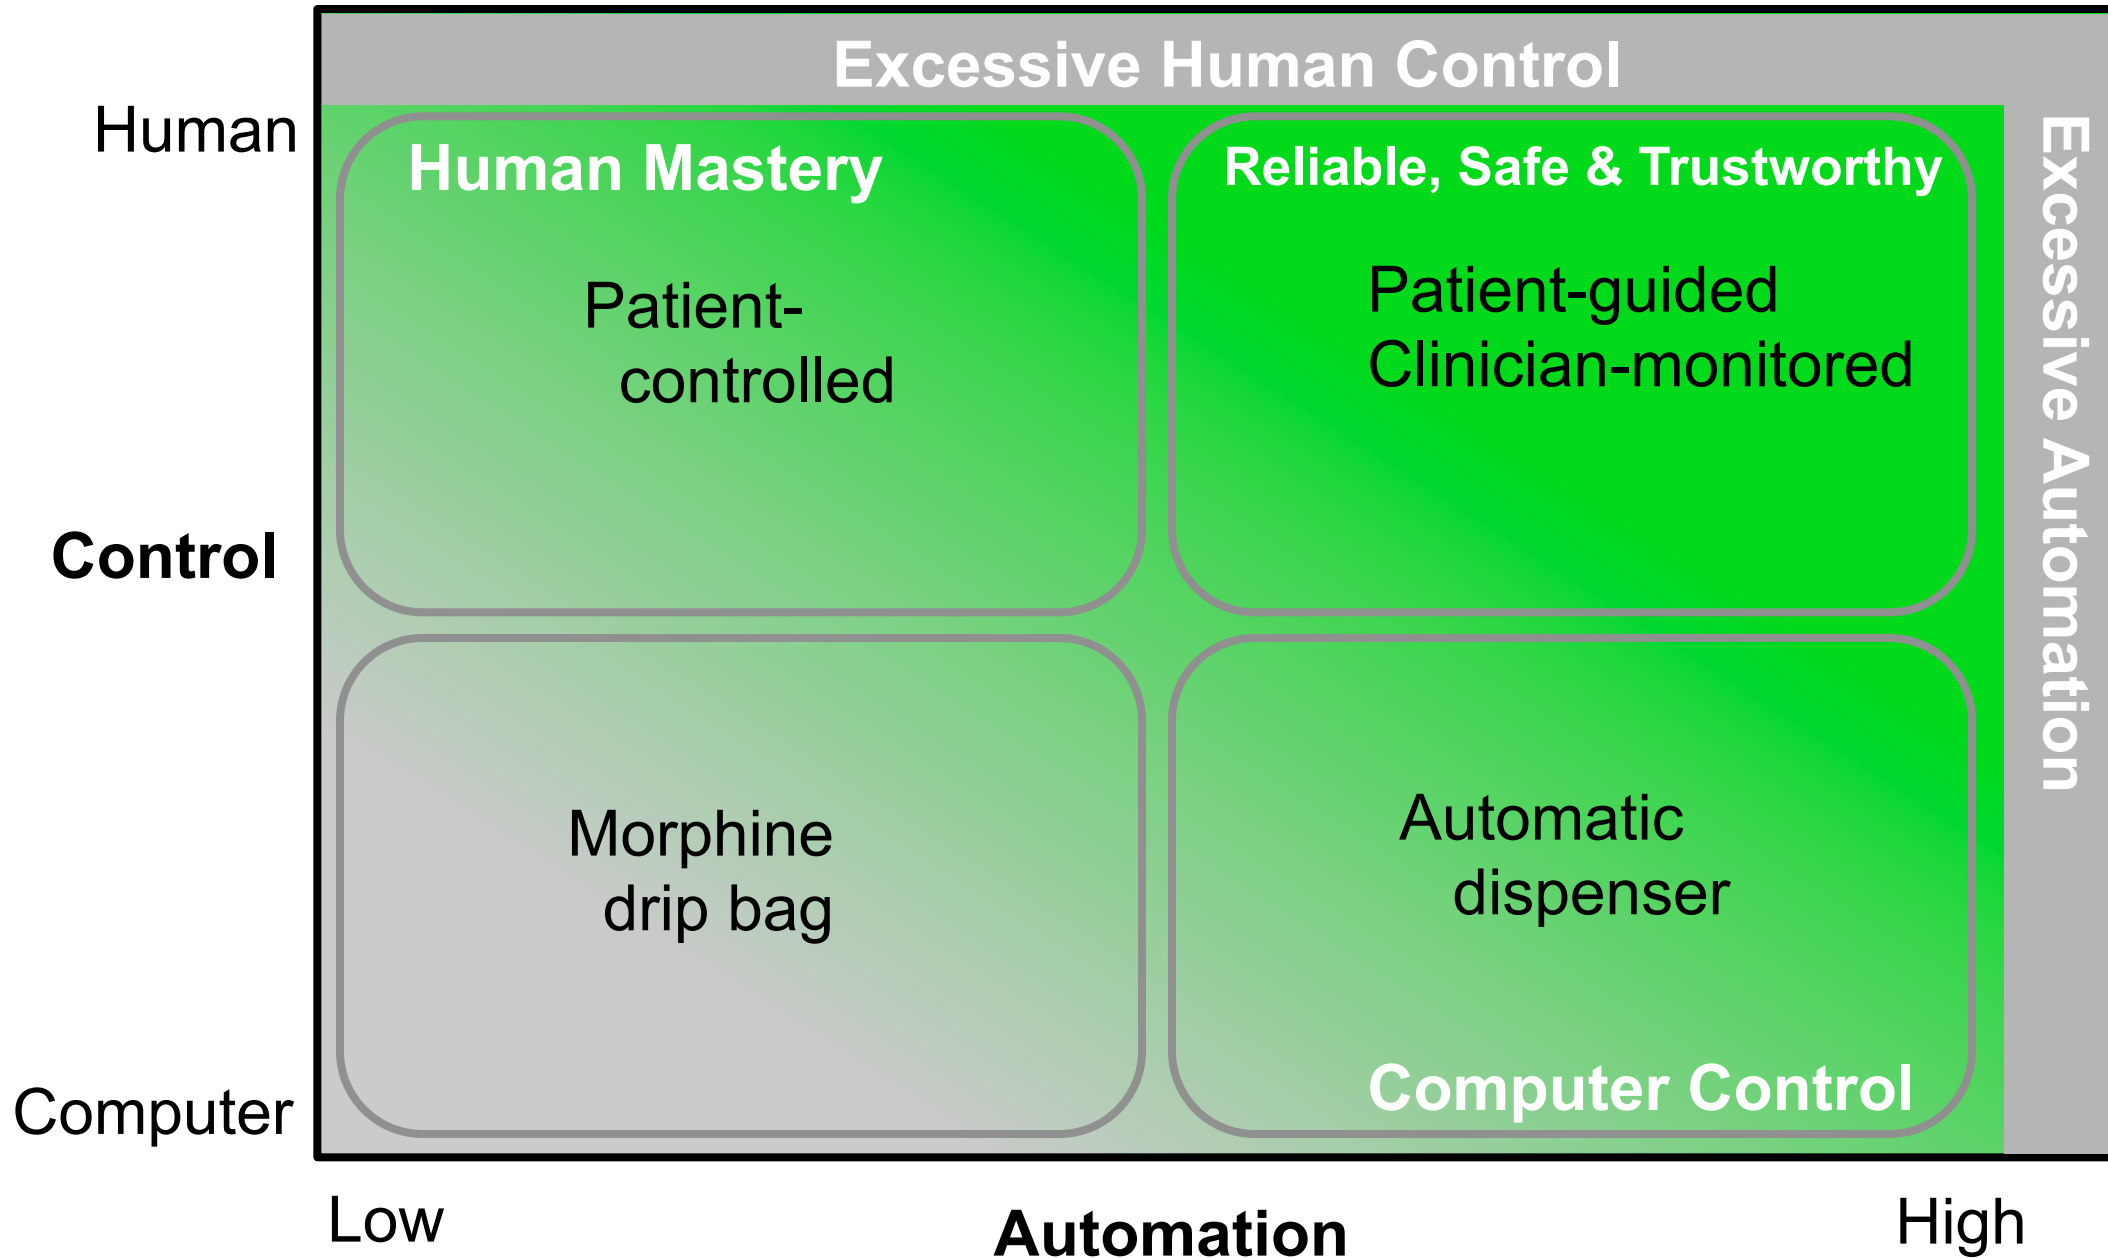 Excessive Human Control
Human
Human Mastery
Reliable, Safe & Trustworthy
Excessive Automation
Patient-
controlled
Patient-guided
Clinician-monitored
Control
Morphine
drip bag
Automatic
dispenser
Computer Control
Computer
Low
Automation
High